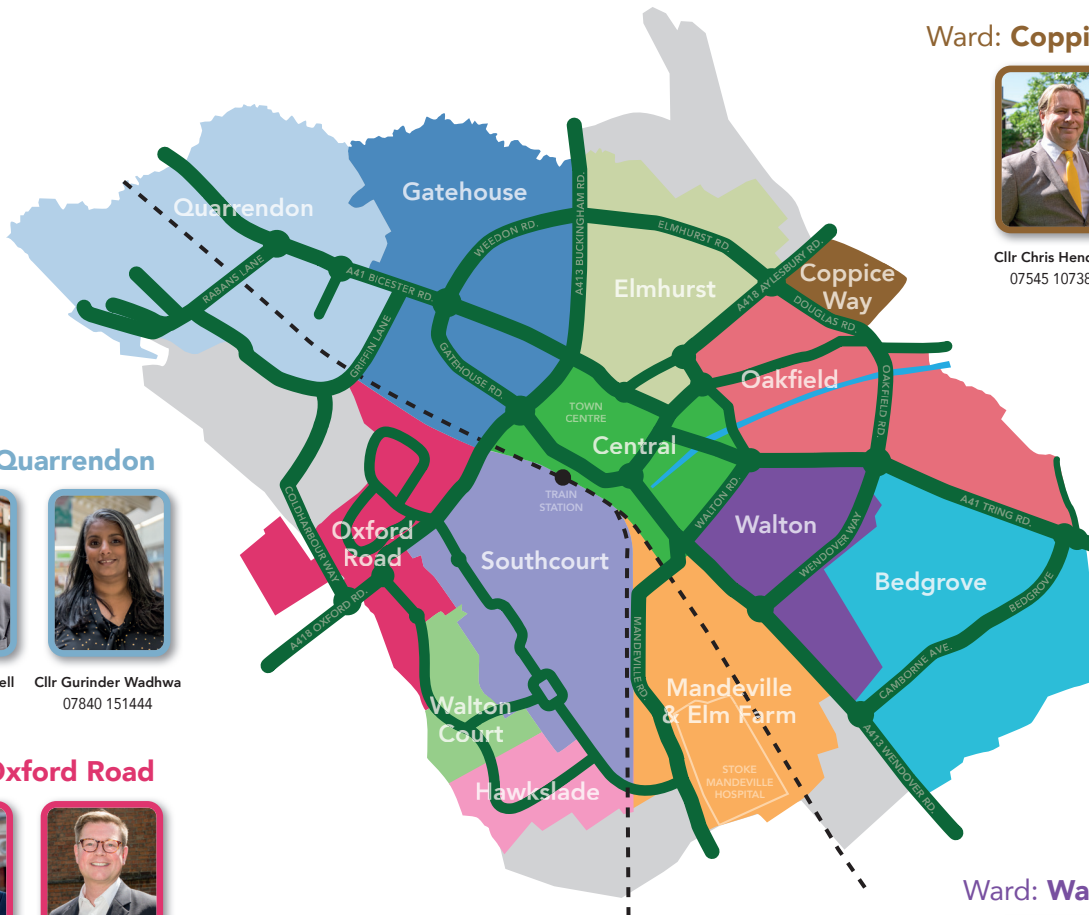 Ward: Coppi
Cllr Chris Hend
07545 10738
Quarrendon
Gatehouse
Elmhurst
Coppice
Way
Oakfield
Central
TOWN
CENTRE
TRAIN
STATION
Walton
Bedgrove
Southcourt
Oxford
Road
Walton
Court
Hawkslade
Mandeville
& Elm Farm
STOKE
MANDEVILLE
HOSPITAL
RABANS LANE
A41 BICESTER RD
GRIFFIN LANE
WEEDON RD.
GATEHOUSE RD.
A413 BUCKINGHAM RD.
ELMHURST RD.
A418 AYLESBURY RD.
DOUGLAS RD.
OAKFIELD RD.
A41 TRING RD.
WALTON RD.
WENDOVER WAY
BEDGROVE
CAMBORNE AVE.
A413 WENDOVER RD.
MANDEVILLE RD.
COLDHARBOUR WAY
A418 OXFORD RD.
Quarrendon
ell
Cllr Gurinder Wadhwa
07840 151444
Oxford Road
Ward: Wa